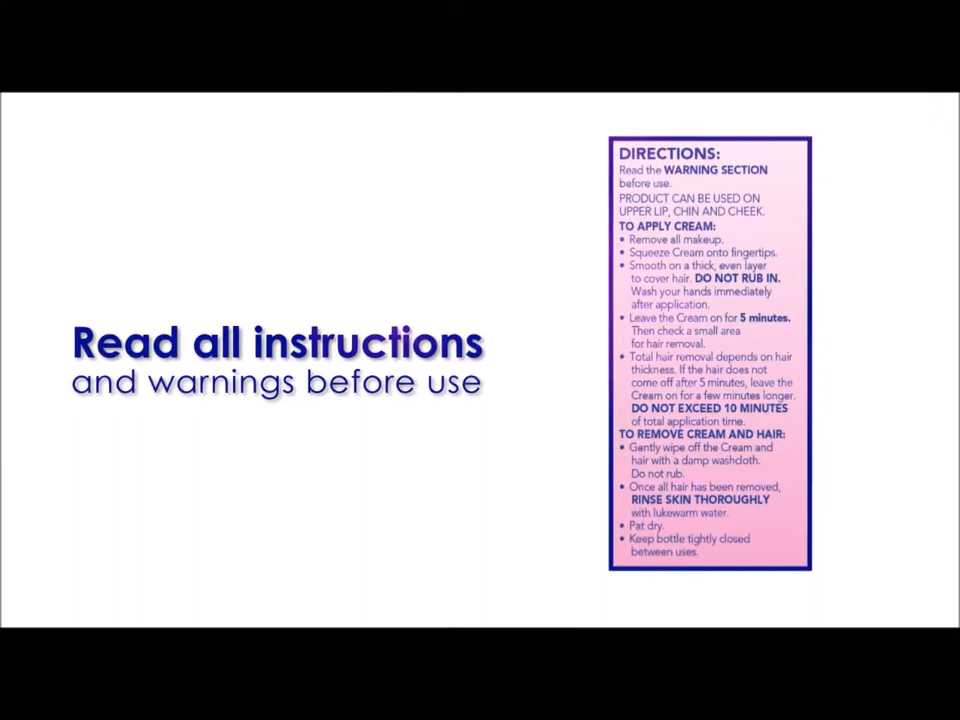 Read all instructions
and warnings before use
DIRECTIONS:
Read the WARNING SECTION
before use.
PRODUCT CAN BE USED ON
UPPER LIP, CHIN AND CHEEK.
TO APPLY CREAM:
• Remove all makeup.
• Squeeze Cream onto fingertips.
• Smooth on a thick, even layer
to cover hair. DO NOT RUB IN.
Wash your hands immediately
after application.
• Leave the Cream on for 5 minutes.
Then check a small area
for hair removal.
• Total hair removal depends on hair
thickness. If the hair does not
come off after 5 minutes, leave the
Cream on for a few minutes longer.
DO NOT EXCEED 10 MINUTES
of total application time.
TO REMOVE CREAM AND HAIR:
• Gently wipe off the Cream and
hair with a damp washcloth.
Do not rub.
• Once all hair has been removed,
RINSE SKIN THOROUGHLY
with lukewarm water.
• Pat dry.
• Keep bottle tightly closed
between uses.